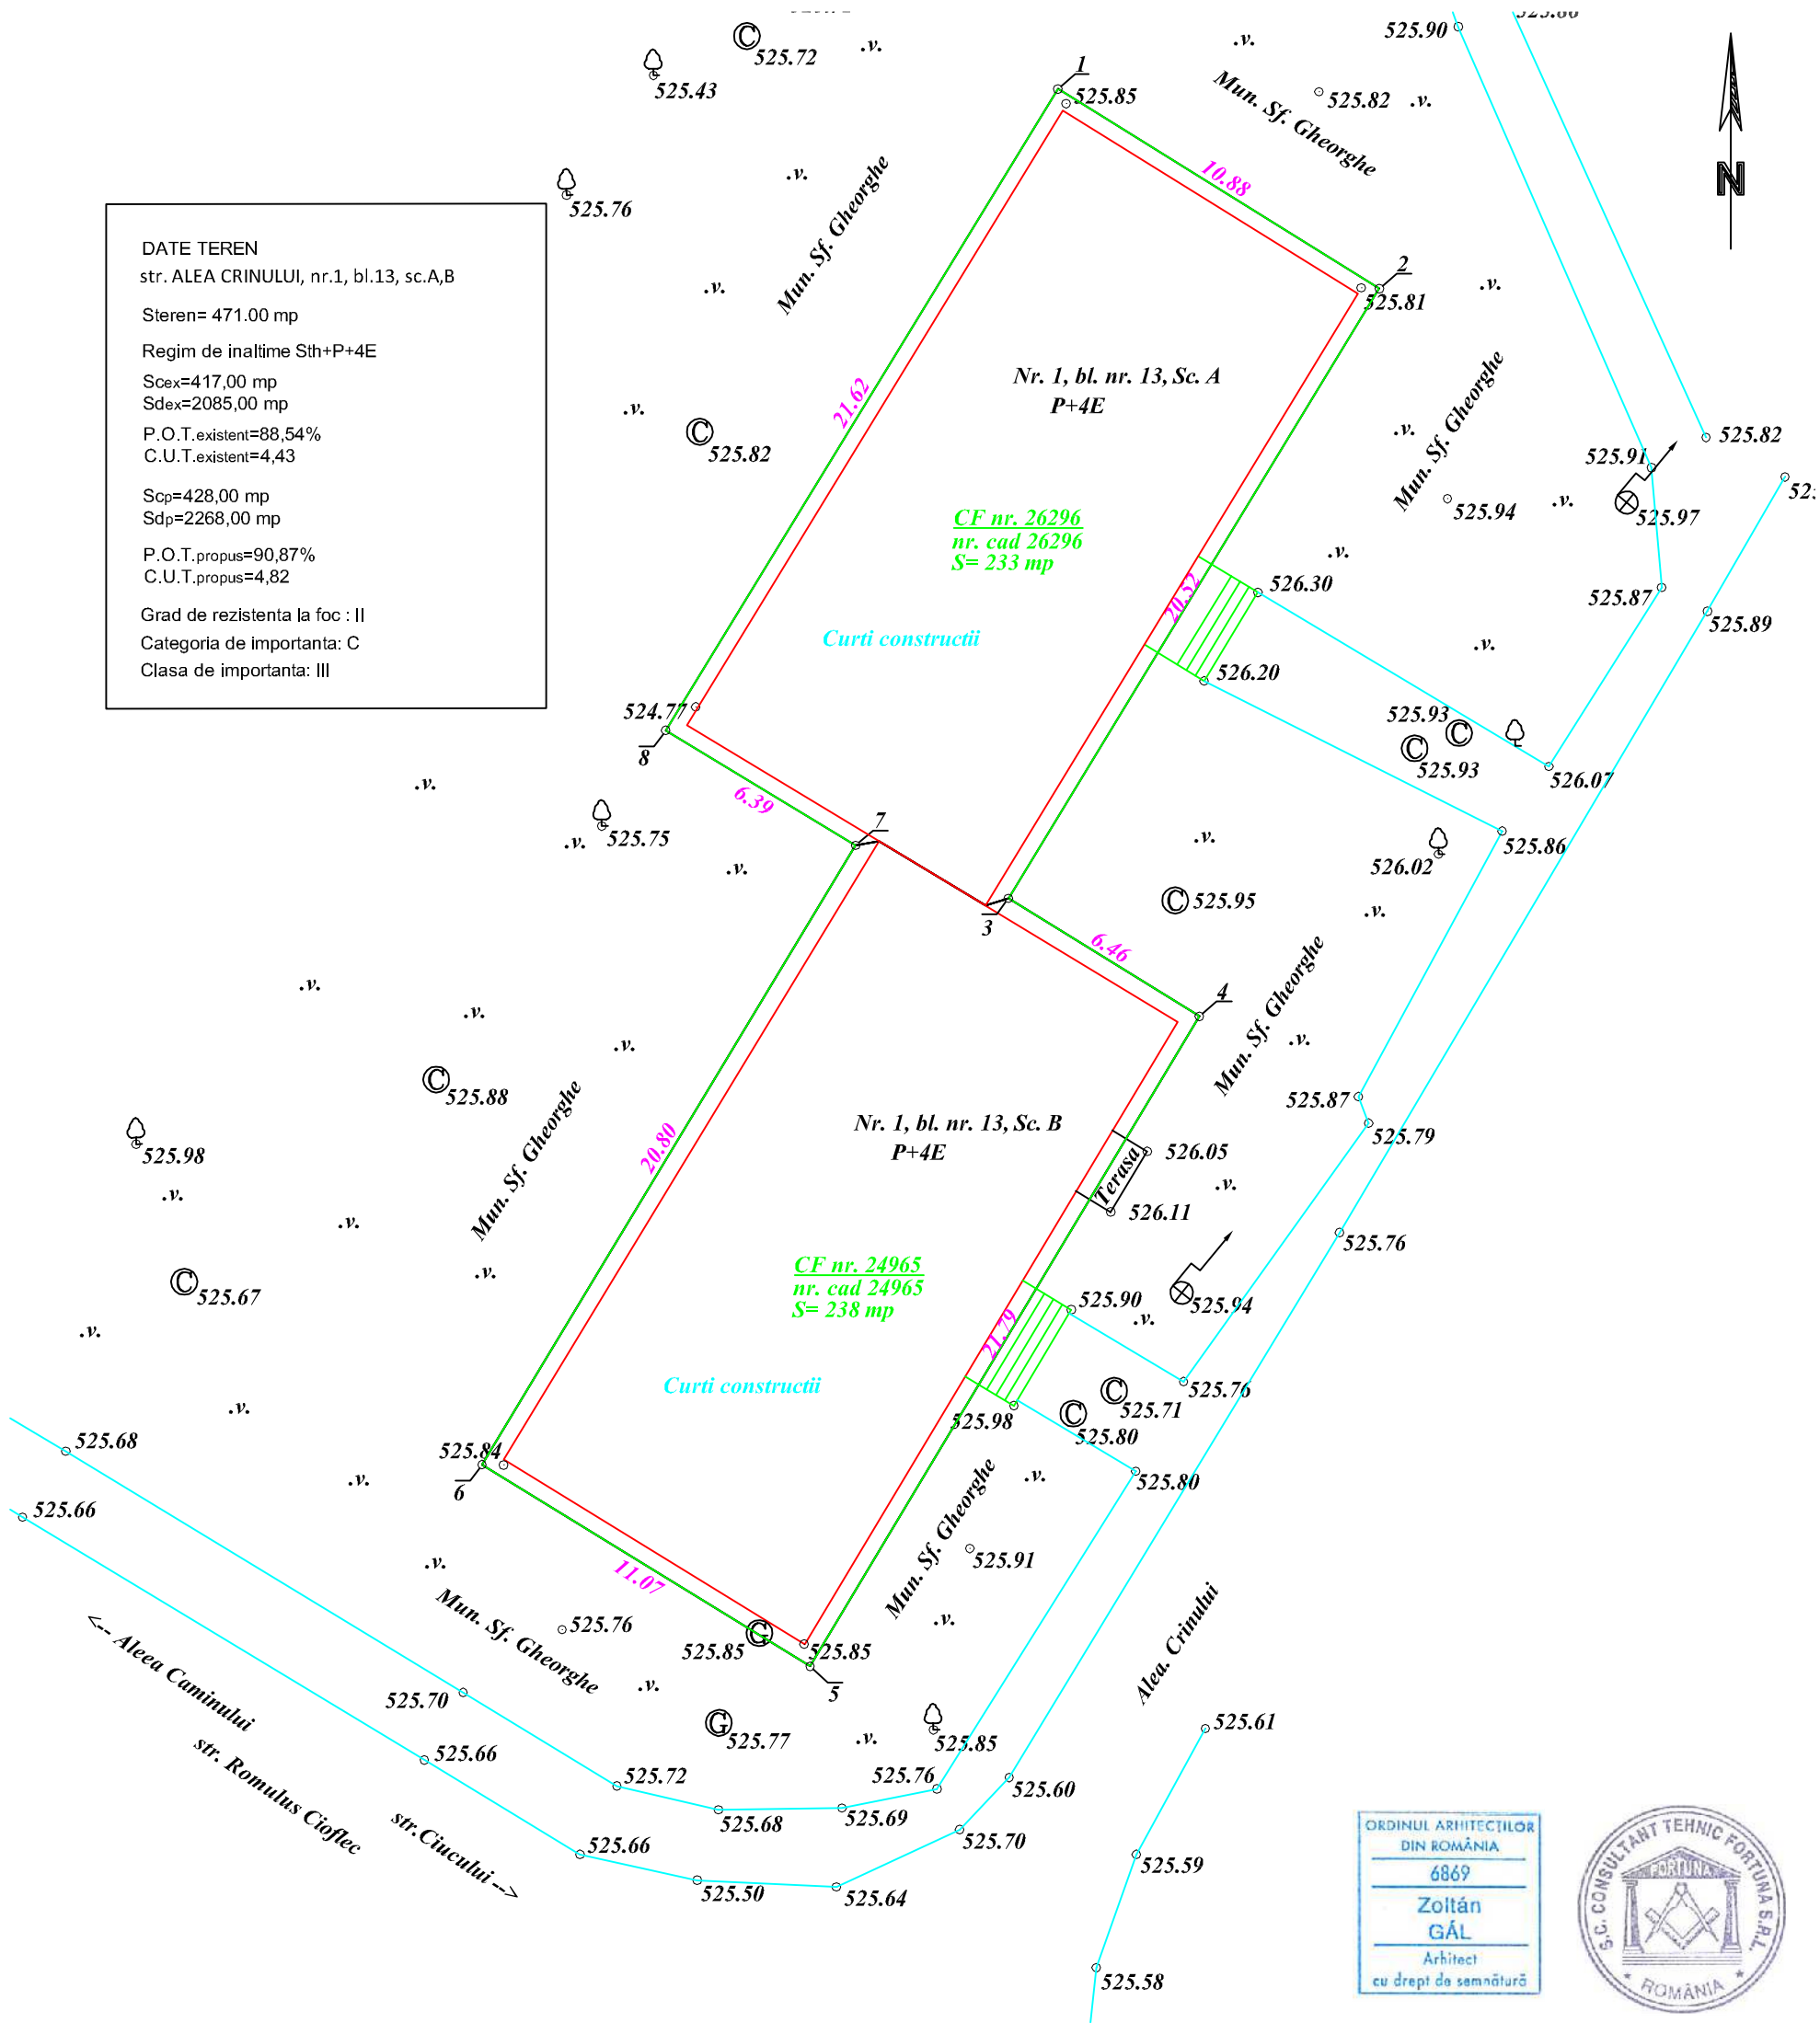 525.72
525.43
.v.
1
525.85
.v.
525.90
Mun. Sf. Gheorghe
525.82
.v.
N
525.76
.v.
Mun. Sf. Gheorghe
10.88
2
525.81
.v.
.v.
DATE TEREN
str. ALEA CRINULUI, nr.1, bl.13, sc.A,B
Steren= 471.00 mp
Regim de inaltime Sth+P+4E
Scex=417,00 mp
Sdex=2085,00 mp
P.O.T.existent=88,54%
C.U.T.existent=4,43
Scp=428,00 mp
Sdp=2268,00 mp
P.O.T.propus=90,87%
C.U.T.propus=4,82
Grad de rezistenta la foc : II
Categoria de importanta: C
Clasa de importanta: III
.v.
C
525.82
21.62
Nr. 1, bl. nr. 13, Sc. A
P+4E
Mun. Sf. Gheorghe
.v.
525.94
.v.
525.91
525.97
525.82
CF nr. 26296
nr. cad 26296
S= 233 mp
Curti constructii
20.52
.v.
526.30
526.20
525.87
525.89
.v.
525.93
C
C
525.93
526.07
525.86
526.02
.v.
524.77
8
6.39
7
3
.v.
.v.
525.75
.v.
C
525.95
.v.
6.46
4
Mun. Sf. Gheorghe
.v.
.v.
.v.
.v.
C
525.88
525.98
.v.
.v.
C
525.67
.v.
.v.
20.80
Mun. Sf. Gheorghe
.v.
Nr. 1, bl. nr. 13, Sc. B
P+4E
Terasa
526.05
526.11
.v.
525.87
525.79
525.76
CF nr. 24965
nr. cad 24965
S= 238 mp
Curti constructii
21.79
525.90
.v.
525.94
525.76
C
525.71
C
525.80
525.98
525.80
.v.
525.68
525.66
525.84
6
.v.
.v.
11.07
Mun. Sf. Gheorghe
525.76
525.85
G
525.85
5
.v.
G
525.77
.v.
525.85
Mun. Sf. Gheorghe
525.91
.v.
Alea. Crinului
<-- Aleea Caminului
str. Romulus Cioflec
str.Ciucului -->
525.70
525.66
525.72
525.68
525.69
525.76
525.60
525.70
525.66
525.50
525.64
525.61
525.59
525.58
ORDINUL ARHITECȚILOR
DIN ROMÂNIA
6869
Zoltán
GÁL
Arhitect
cu drept de semnătură
S.C. CONSULTANT TEHNIC FORTUNA S.R.L.
FORTUNA
* ROMÂNIA *
C